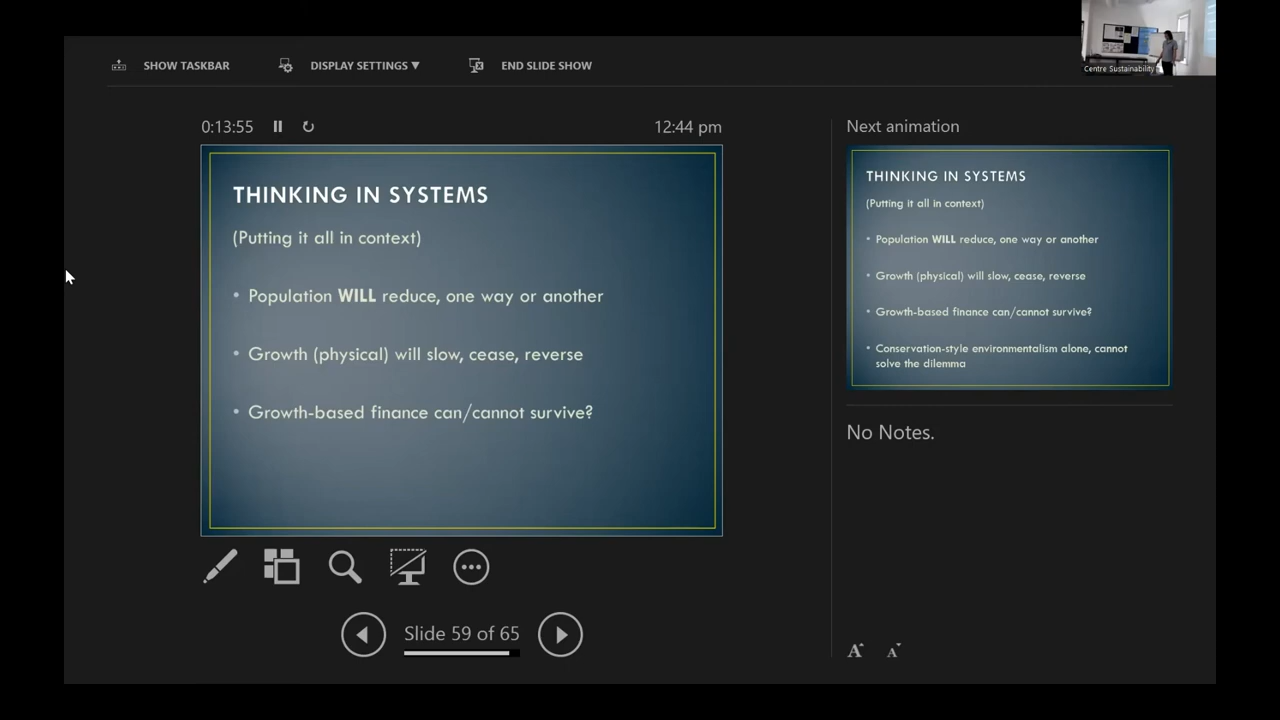 SHOW TASKBAR
DISPLAY SETTINGS ▼
END SLIDE SHOW
Centre Sustainability
0:13:55
12:44 pm
THINKING IN SYSTEMS
(Putting it all in context)
• Population WILL reduce, one way or another
• Growth (physical) will slow, cease, reverse
• Growth-based finance can/cannot survive?
Slide 59 of 65
Next animation
THINKING IN SYSTEMS
(Putting it all in context)
• Population WILL reduce, one way or another
• Growth (physical) will slow, cease, reverse
• Growth-based finance can/cannot survive?
• Conservation-style environmentalism alone, cannot
solve the dilemma
No Notes.
A A